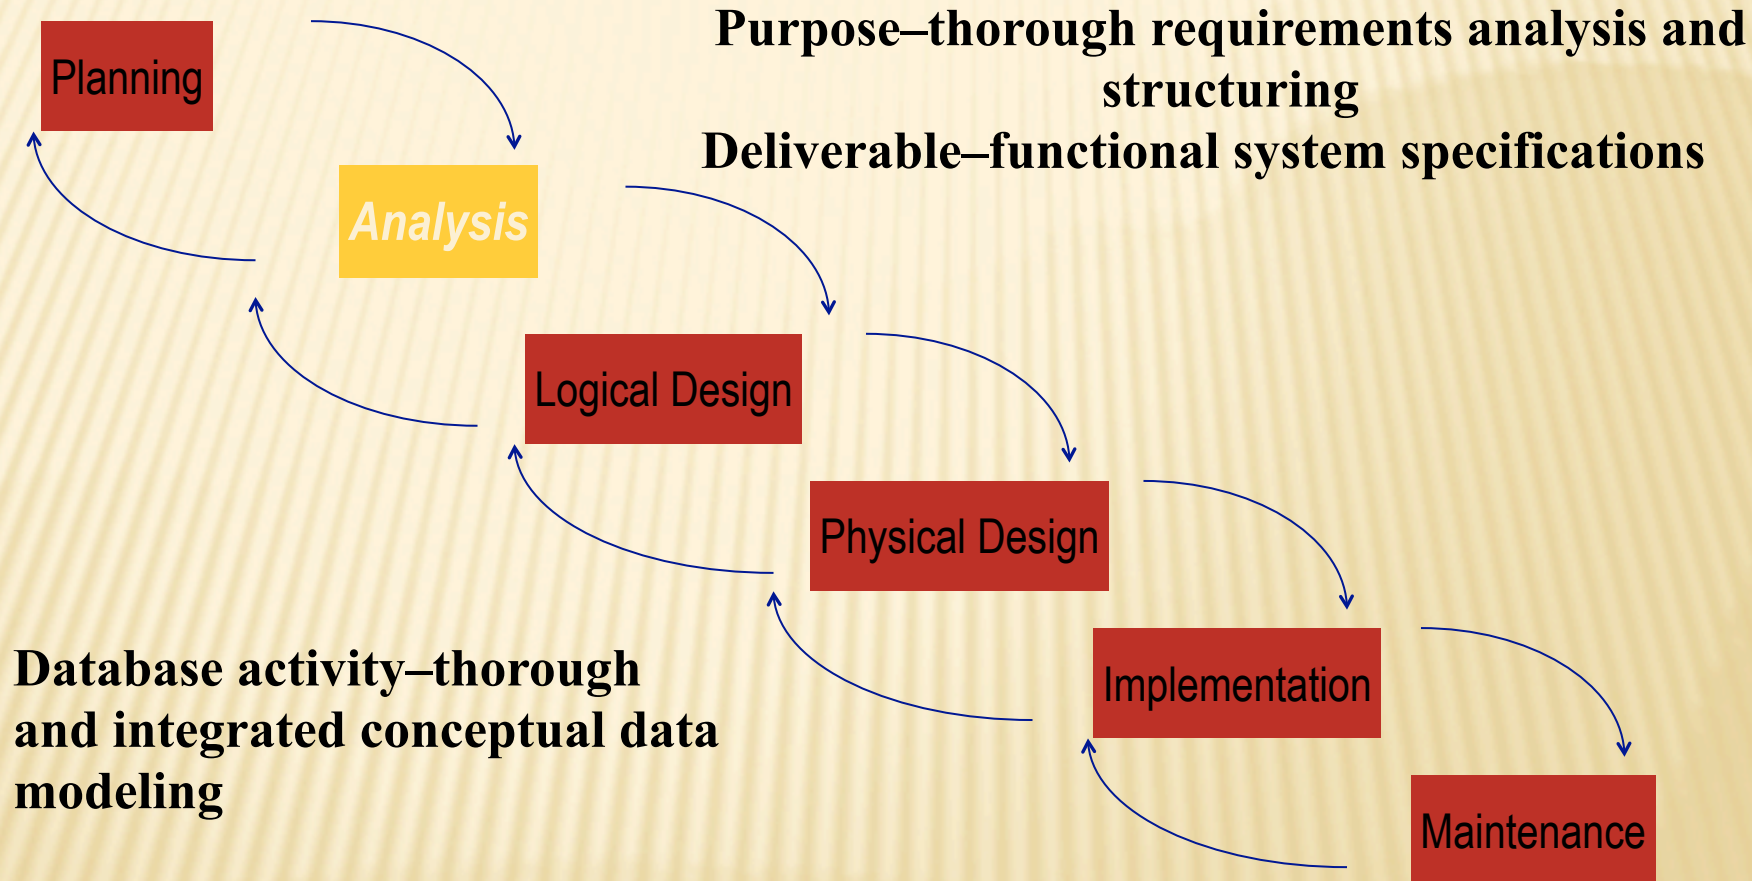 Purpose–thorough requirements analysis and
structuring
Deliverable–functional system specifications
Planning
Analysis
Logical Design
Physical Design
Implementation
Maintenance
Database activity–thorough
and integrated conceptual data
modeling